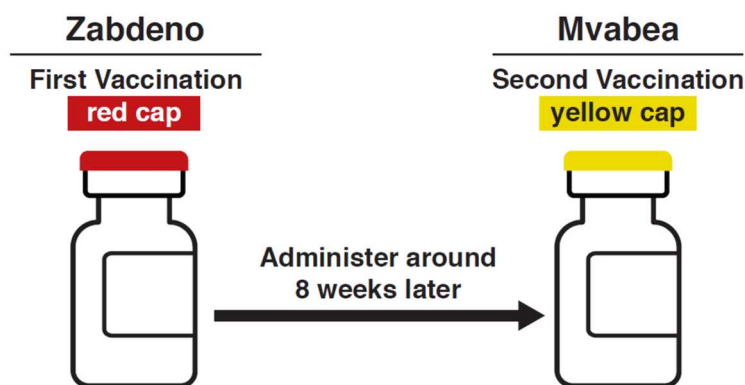 Zabdeno
First Vaccination
red cap
Mvabea
Second Vaccination
yellow cap
Administer around
8 weeks later